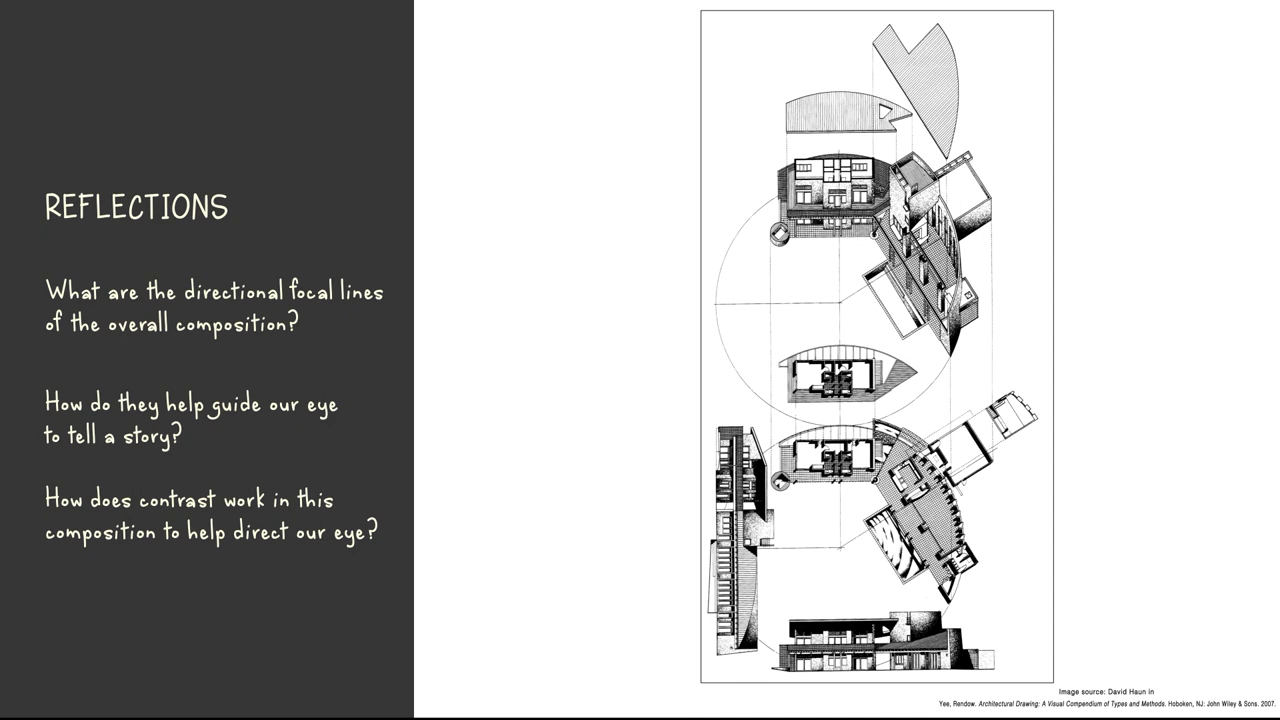 REFLECTIONS
What are the directional focal lines
of the overall composition?
How do they help guide our eye
to tell a story?
How does contrast work in this
composition to help direct our eye?
Image source: David Haun in
Yee, Rendow. Architectural Drawing: A Visual Compendium of Types and Methods. Hoboken, NJ: John Wiley & Sons. 2007.